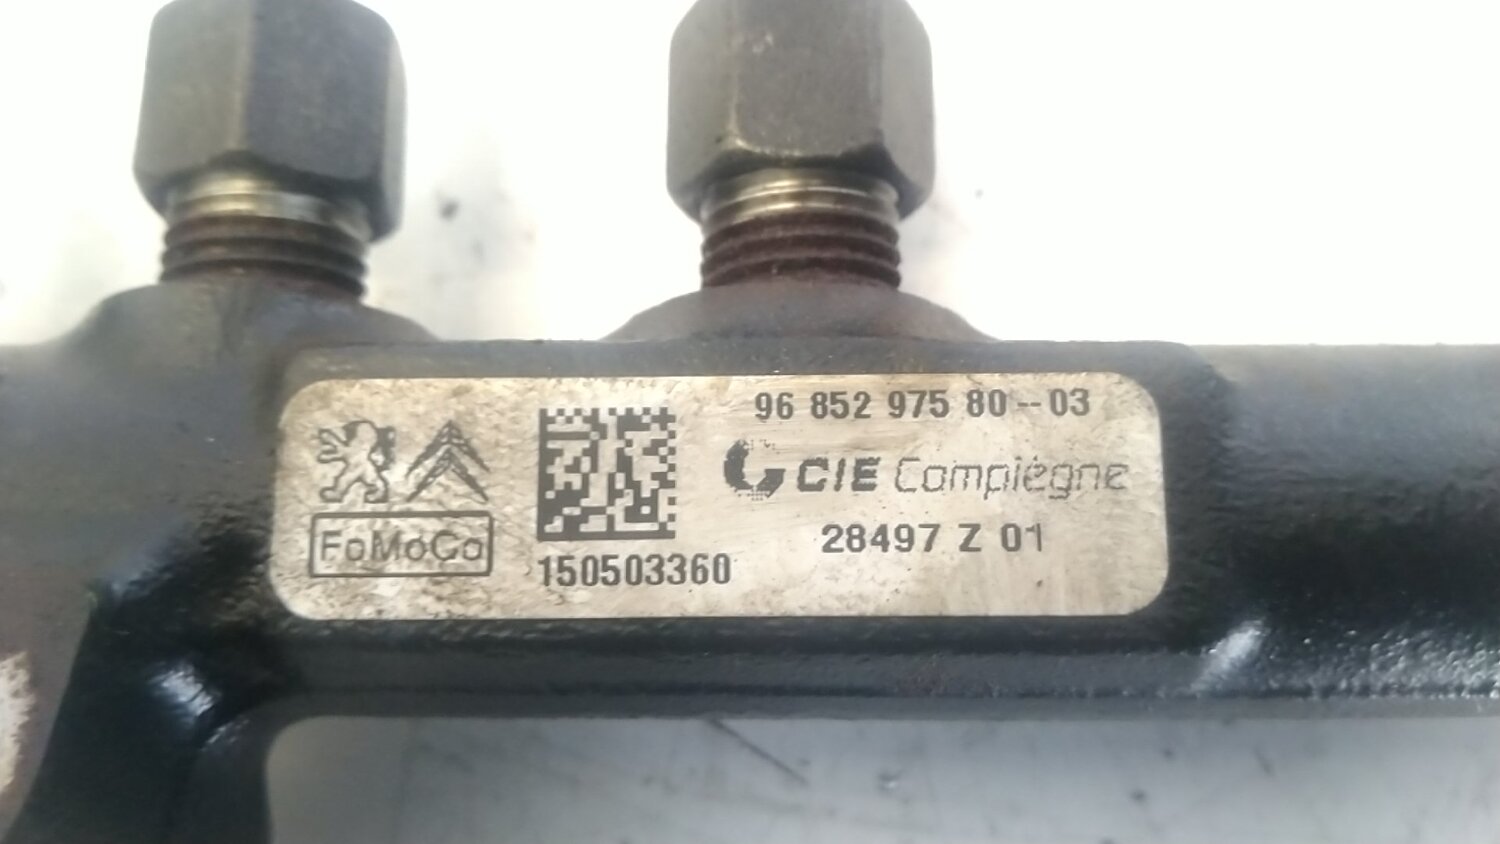 96 852 975 80--03
CIE Compiègne
28497 Z 01
FoMoCo
150503360